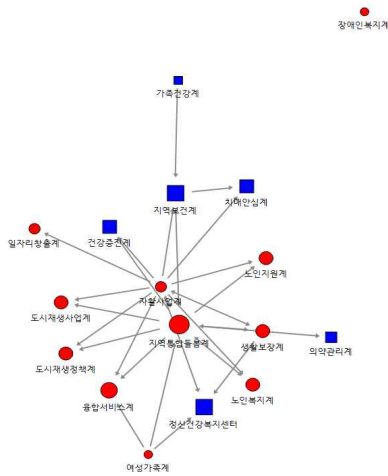 장애인복지계
가족건강계
지역보건계
치매안심계
일자리창출계
건강증진계
노인지원계
자활사업계
도시재생사업계
지역통합돌봄계
생활보장계
의약관리계
도시재생정책계
융합서비스계
노인복지계
정신건강복지센터
여성가족계